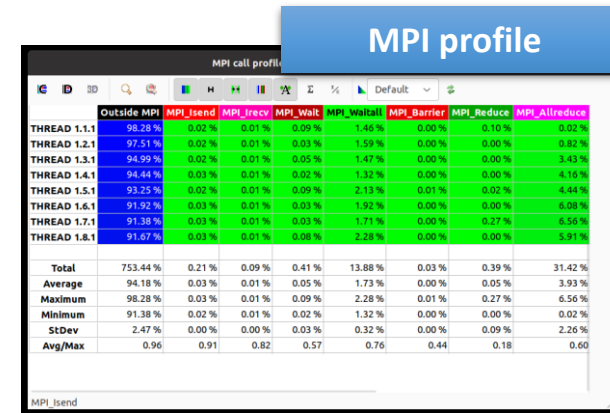 MPI profile
MPI call profil
IC ID 3D Σ ½ Default
Outside MPI MPI_Isend MPI_Irecv MPI_Wait MPI_Waitall MPI_Barrier MPI_Reduce MPI_Allreduce
THREAD 1.1.1 98.28 % 0.02 % 0.01 % 0.09 % 1.46 % 0.00 % 0.10 % 0.02 %
THREAD 1.2.1 97.51 % 0.02 % 0.01 % 0.03 % 1.59 % 0.00 % 0.00 % 0.82 %
THREAD 1.3.1 94.99 % 0.02 % 0.01 % 0.05 % 1.47 % 0.00 % 0.00 % 3.43 %
THREAD 1.4.1 94.44 % 0.03 % 0.01 % 0.02 % 1.32 % 0.00 % 0.00 % 4.16 %
THREAD 1.5.1 93.25 % 0.02 % 0.01 % 0.09 % 2.13 % 0.01 % 0.02 % 4.44 %
THREAD 1.6.1 91.92 % 0.03 % 0.01 % 0.03 % 1.92 % 0.00 % 0.00 % 6.08 %
THREAD 1.7.1 91.38 % 0.03 % 0.01 % 0.03 % 1.71 % 0.00 % 0.27 % 6.56 %
THREAD 1.8.1 91.67 % 0.03 % 0.01 % 0.08 % 2.28 % 0.00 % 0.00 % 5.91 %
Total 753.44 % 0.21 % 0.09 % 0.41 % 13.88 % 0.03 % 0.39 % 31.42 %
Average 94.18 % 0.03 % 0.01 % 0.05 % 1.73 % 0.00 % 0.05 % 3.93 %
Maximum 98.28 % 0.03 % 0.01 % 0.09 % 2.28 % 0.01 % 0.27 % 6.56 %
Minimum 91.38 % 0.02 % 0.01 % 0.02 % 1.32 % 0.00 % 0.00 % 0.02 %
StDev 2.47 % 0.00 % 0.00 % 0.03 % 0.32 % 0.00 % 0.09 % 2.26 %
Avg/Max 0.96 0.91 0.82 0.57 0.76 0.44 0.18 0.60
MPI_Isend